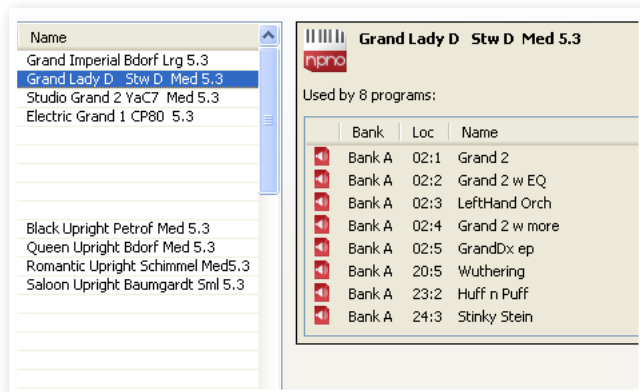 Name
Grand Imperial Bdorf Lrg 5.3
Grand Lady D Stw D Med 5.3
Studio Grand 2 YaC7 Med 5.3
Electric Grand 1 CP80 5.3
Black Upright Petrof Med 5.3
Queen Upright Bdorf Med 5.3
Romantic Upright Schimmel Med5.3
Saloon Upright Baumgardt Sml 5.3
npno
Grand Lady D Stw D Med 5.3
Used by 8 programs:
Bank Loc Name
Bank A 02:1 Grand 2
Bank A 02:2 Grand 2 w EQ
Bank A 02:3 LeftHand Orch
Bank A 02:4 Grand 2 w more
Bank A 02:5 GrandDx ep
Bank A 20:5 Wuthering
Bank A 23:2 Huff n Puff
Bank A 24:3 Stinky Stein